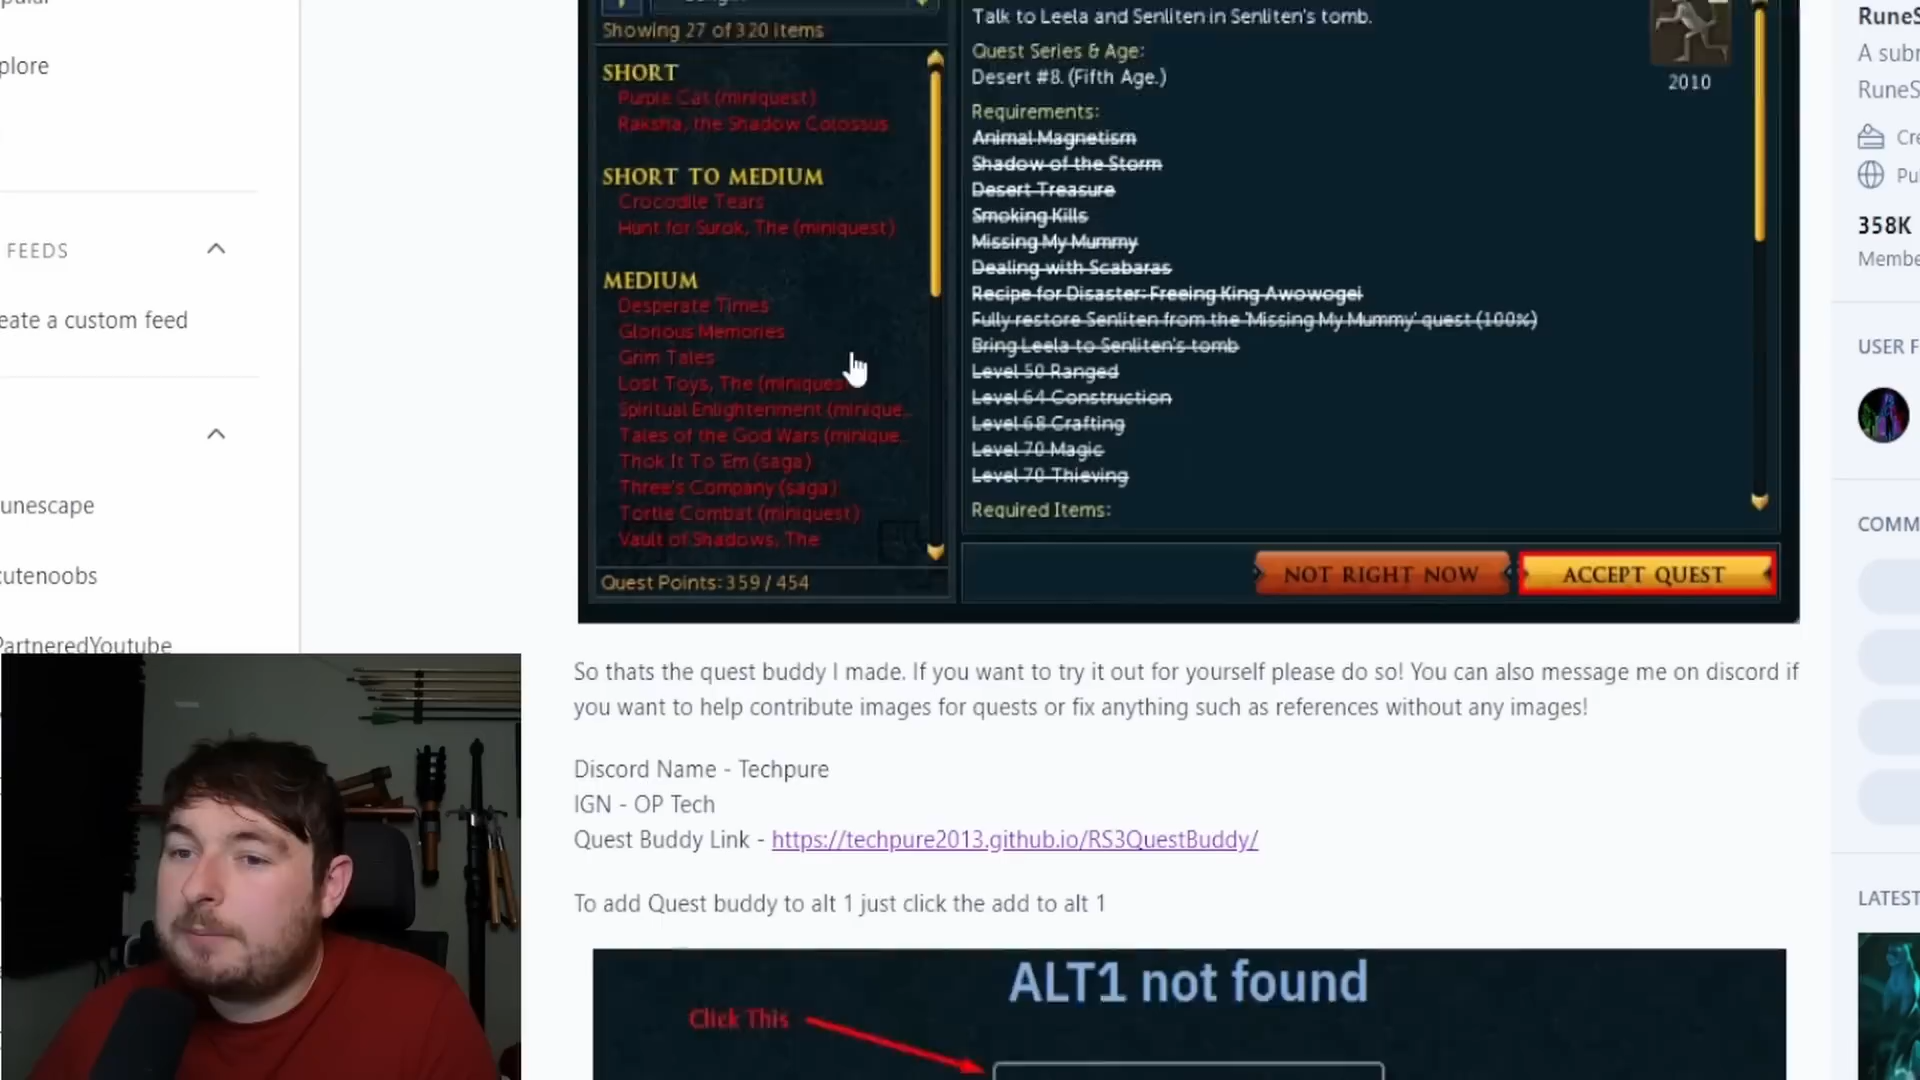 plore
FEEDS
eate a custom feed
unescape
cutenoobs
PartneredYoutube
Showing 27 of 320 items
SHORT
Purple Cat (miniquest)
Raksha, the Shadow Colossus
SHORT TO MEDIUM
Crocodile Tears
Hunt for Surok, The (miniquest)
MEDIUM
Desperate Times
Glorious Memories
Grim Tales
Lost Toys, The (miniques
Spiritual Enlightenment (minique...
Tales of the God Wars (minique...
Thok It To 'Em (saga)
Three's Company (saga)
Tortle Combat (miniquest)
Vault of Shadows, The
Quest Points: 359 / 454
Talk to Leela and Senliten in Senliten's tomb.
Quest Series & Age:
Desert #8. (Fifth Age.)
2010
Requirements:
Animal Magnetism
Shadow of the Storm
Desert Treasure
Smoking Kills
Missing My Mummy
Dealing with Scabaras
Recipe for Disaster: Freeing King Awowogei
Fully restore Senliten from the 'Missing My Mummy' quest (100%)
Bring Leela to Senliten's tomb
Level 50 Ranged
Level 64 Construction
Level 68 Crafting
Level 70 Magic
Level 70 Thieving
Required Items:
NOT RIGHT NOW
ACCEPT QUEST
So thats the quest buddy I made. If you want to try it out for yourself please do so! You can also message me on discord if
you want to help contribute images for quests or fix anything such as references without any images!
Discord Name - Techpure
IGN - OP Tech
Quest Buddy Link - https://techpure2013.github.io/RS3QuestBuddy/
To add Quest buddy to alt 1 just click the add to alt 1
ALT1 not found
Click This
RuneS
A subr
RuneS
Cre
Pul
358K
Membe
USER F
COMM
LATEST